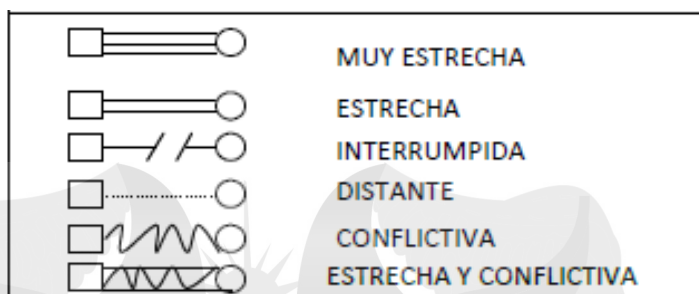 MUY ESTRECHA
ESTRECHA
INTERRUMPIDA
DISTANTE
CONFLICTIVA
ESTRECHA Y CONFLICTIVA